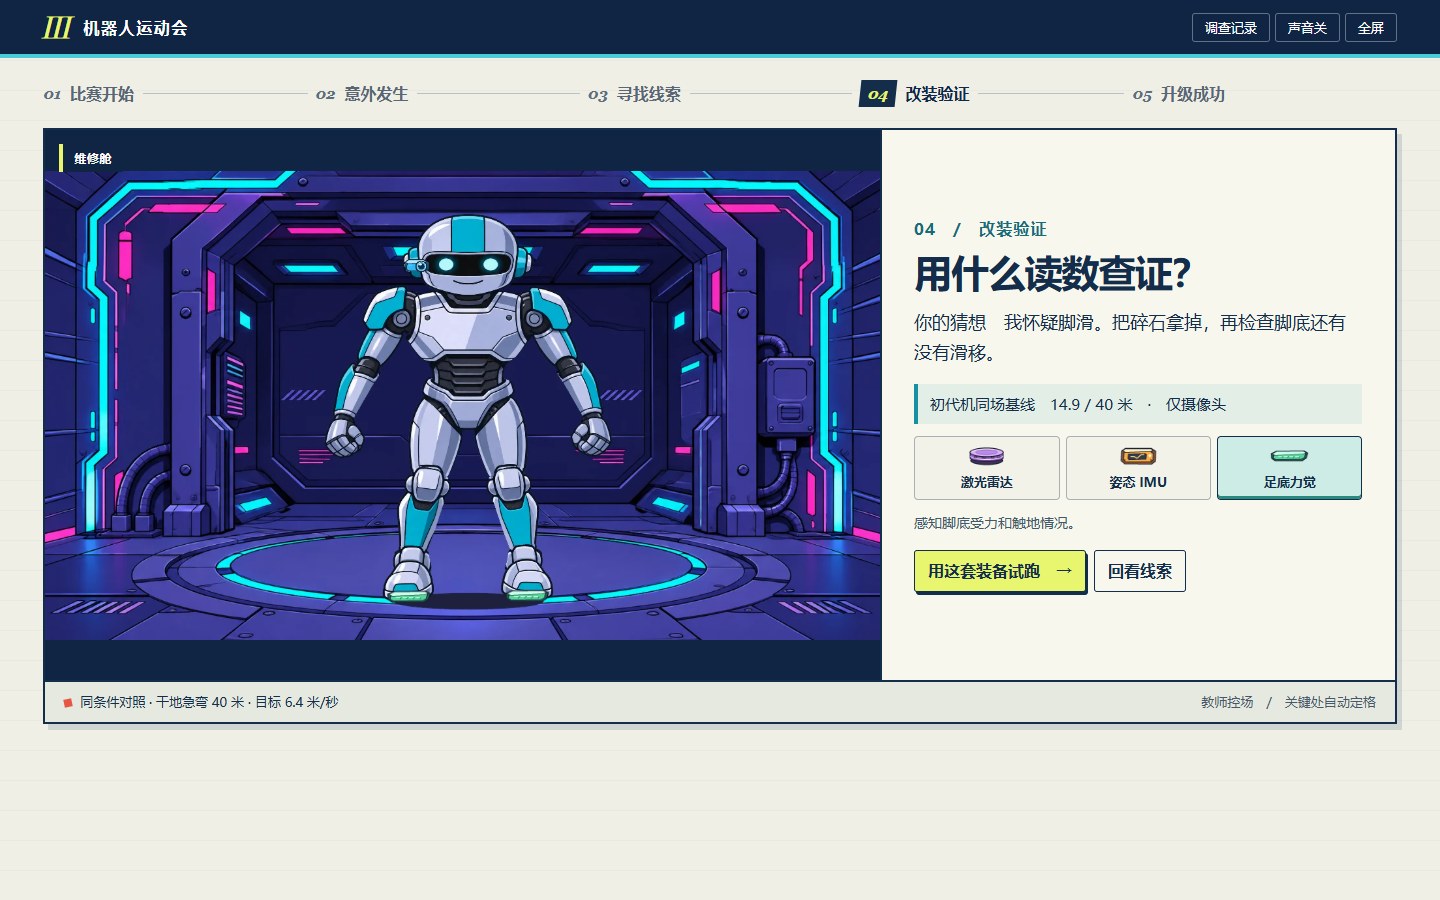 III 机器人运动会
调查记录 声音关 全屏
01 比赛开始 02 意外发生 03 寻找线索 04 改装验证 05 升级成功
维修舱
04 / 改装验证
用什么读数查证?
你的猜想 我怀疑脚滑。把碎石拿掉，再检查脚底还有
没有滑移。
初代机同场基线 14.9 / 40 米 · 仅摄像头
激光雷达 姿态 IMU 足底力觉
感知脚底受力和触地情况。
用这套装备试跑 → 回看线索
同条件对照 · 干地急弯 40 米 · 目标 6.4 米/秒
教师控场 / 关键处自动定格